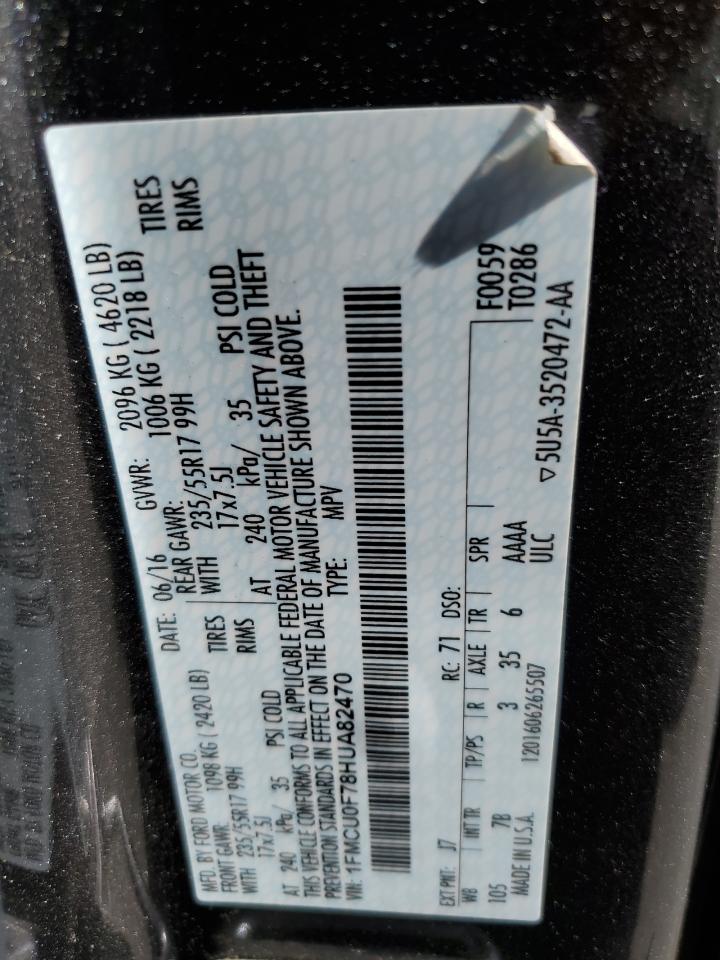 MFD. BY FORD MOTOR CO.
DATE: 06/16 GVWR: 2096 KG ( 4620 LB)
FRONT GAWR: 1098 KG ( 2420 LB) REAR GAWR: 1006 KG ( 2218 LB)
WITH 235/55R17 99H TIRES WITH 235/55R17 99H TIRES
17x7.5J RIMS 17x7.5J RIMS
AT 240 kPa/ 35 PSI COLD AT 240 kPa/ 35 PSI COLD
THIS VEHICLE CONFORMS TO ALL APPLICABLE FEDERAL MOTOR VEHICLE SAFETY AND THEFT
PREVENTION STANDARDS IN EFFECT ON THE DATE OF MANUFACTURE SHOWN ABOVE.
VIN: 1FMCU0F78HUA82470 TYPE: MPV
EXT PNT: J7 RC: 71 DSO:
WB INT TR TP/PS R AXLE TR SPR F0059
T0286
105 7B 3 35 6 AAAA
ULC
MADE IN U.S.A. 1201606265507 ▽ 5U5A-3520472-AA